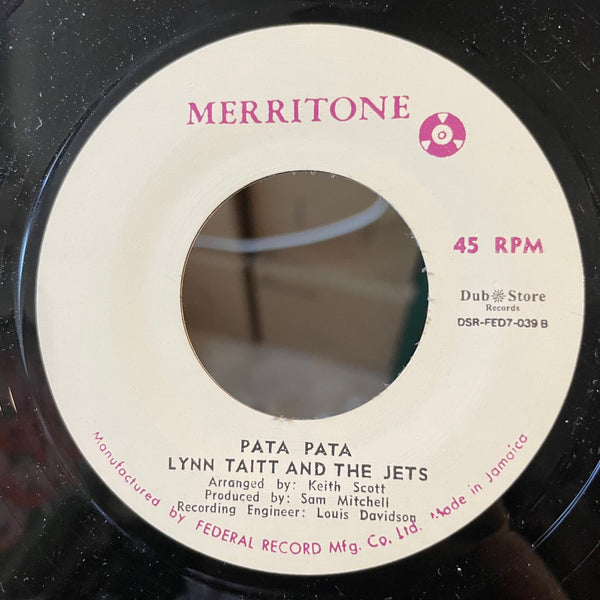 MERRITONE
45 RPM
Dub Store
Records
DSR-FED7-039 B
PATA PATA
LYNN TAITT AND THE JETS
Arranged by: Keith Scott
Produced by: Sam Mitchell
Recording Engineer: Louis Davidson
Manufactured by FEDERAL RECORD Mfg. Co. Ltd. Made in Jamaica